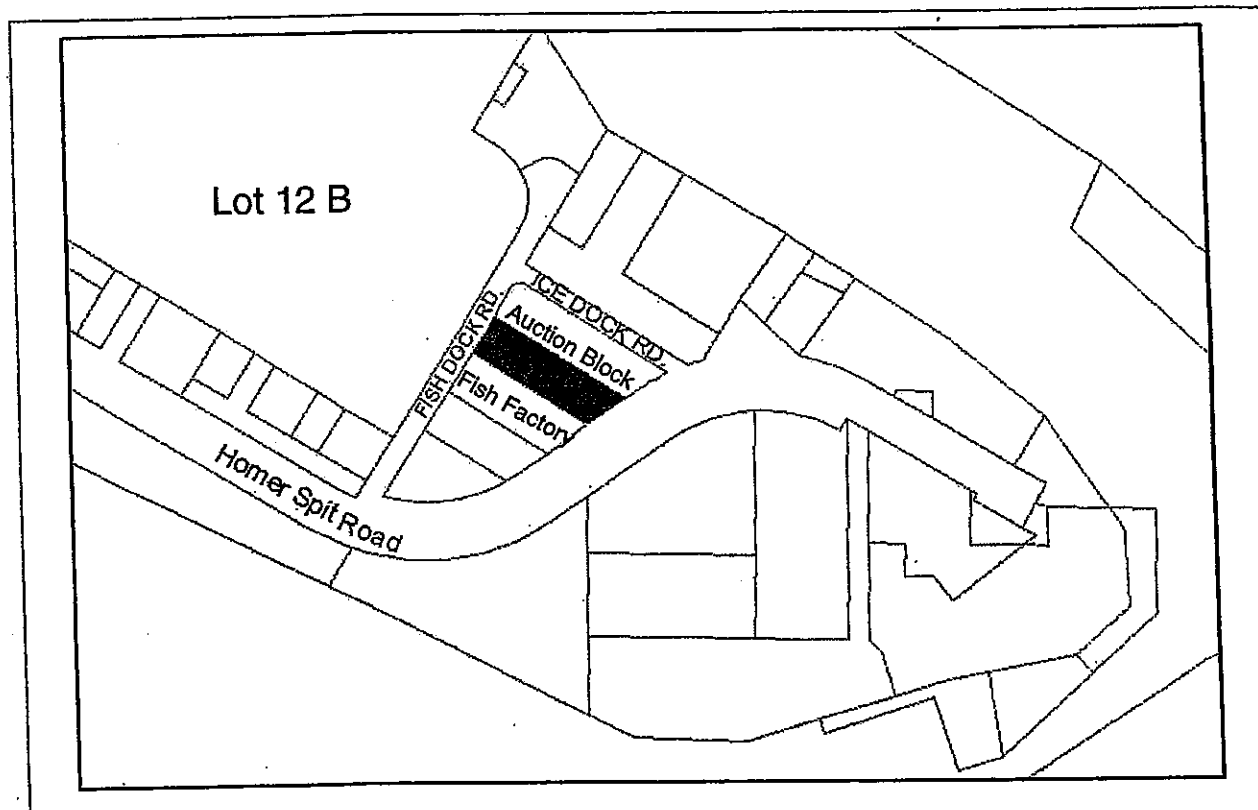 Lot 12 B
ICE DOCK RD.
Auction Block
FISH DOCK RD.
Fish Factory
Homer Spit Road